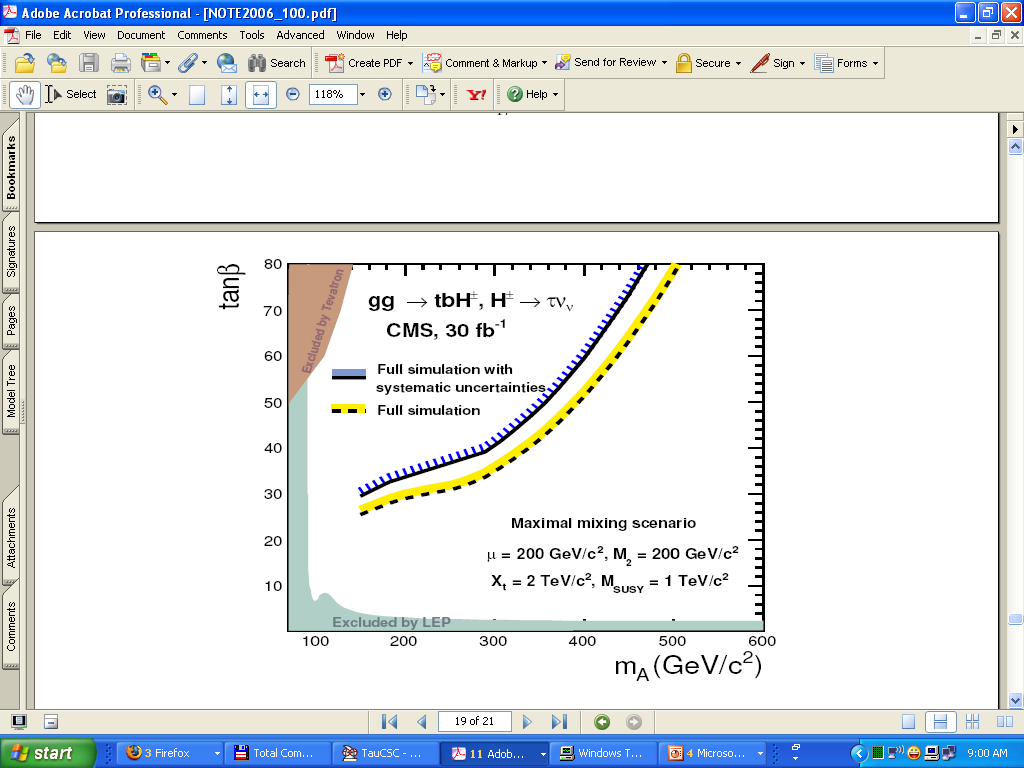 Adobe Acrobat Professional - [NOTE2006_100.pdf]
File Edit View Document Comments Tools Advanced Window Help
Search Create PDF Comment & Markup Send for Review Secure Sign Forms
Select 118% Y! Help
Bookmarks
Signatures
Pages
Model Tree
Attachments
Comments
tanβ
80
70
60
50
40
30
20
10
Excluded by Tevatron
gg → tbH±, H± → τνν
CMS, 30 fb-1
Full simulation with
systematic uncertainties
Full simulation
Maximal mixing scenario
μ = 200 GeV/c2, M2 = 200 GeV/c2
Xt = 2 TeV/c2, MSUSY = 1 TeV/c2
Excluded by LEP
100 200 300 400 500 600
mA (GeV/c2)
19 of 21
start 3 Firefox Total Com... TauCSC - ... 11 Adob... Windows T... 4 Microso... 9:00 AM